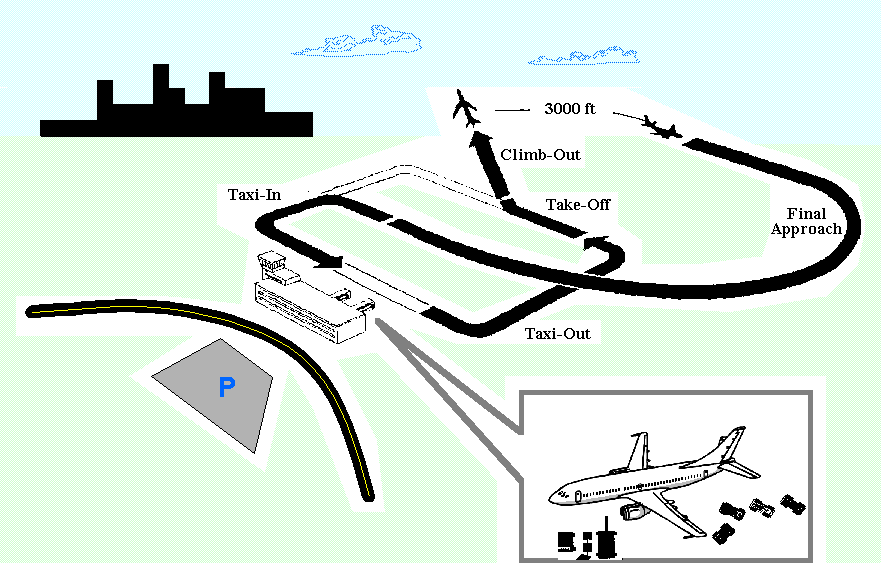 3000 ft
Climb-Out
Taxi-In
Take-Off
Final
Approach
Taxi-Out
P